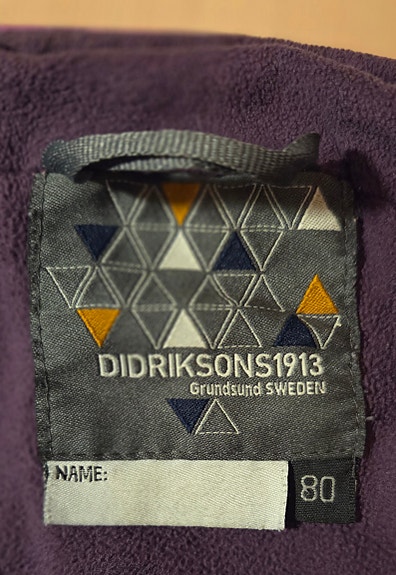 DIDRIKSONS1913
Grundsund SWEDEN
NAME:
80